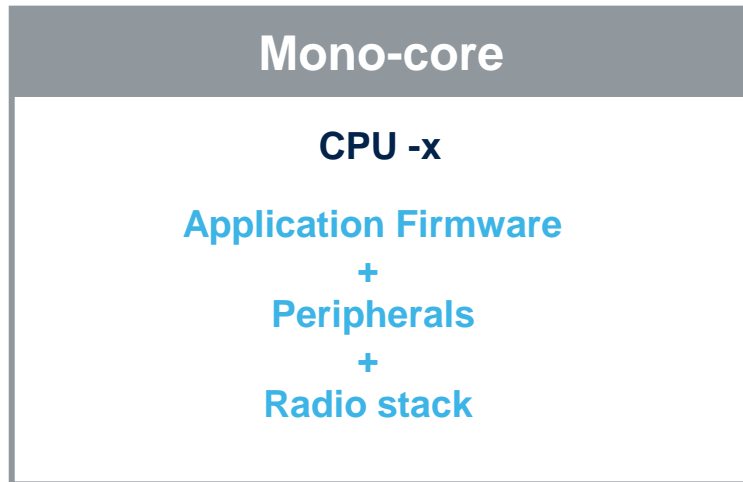 Mono-core
CPU -x
Application Firmware
+
Peripherals
+
Radio stack